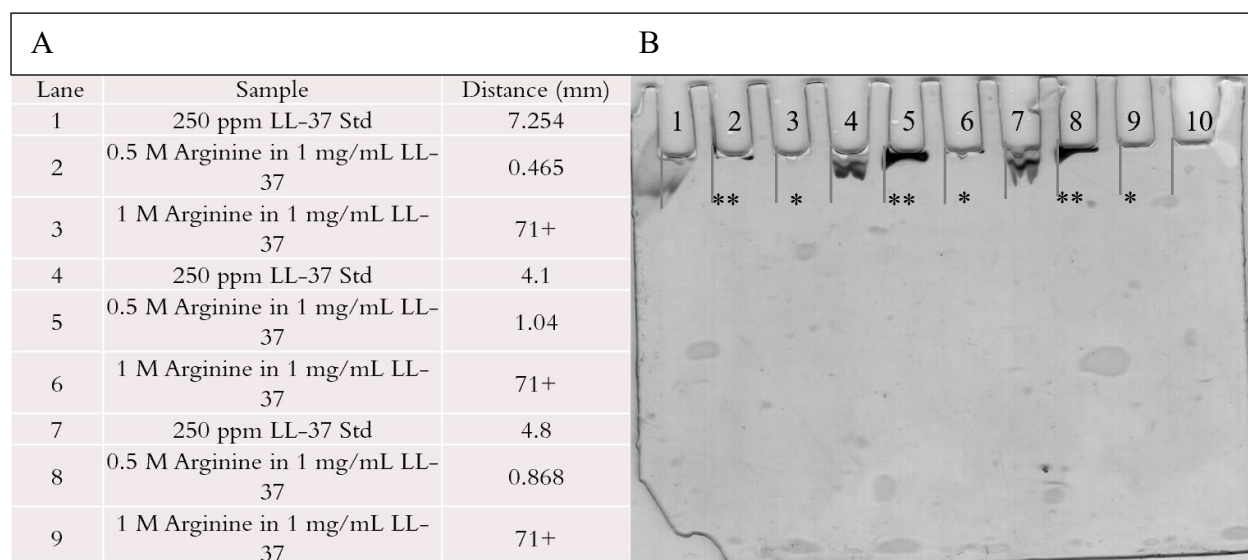 A
B
Lane Sample Distance (mm)
1 250 ppm LL-37 Std 7.254
2 0.5 M Arginine in 1 mg/mL LL-
37 0.465
3 1 M Arginine in 1 mg/mL LL-
37 71+
4 250 ppm LL-37 Std 4.1
5 0.5 M Arginine in 1 mg/mL LL-
37 1.04
6 1 M Arginine in 1 mg/mL LL-
37 71+
7 250 ppm LL-37 Std 4.8
8 0.5 M Arginine in 1 mg/mL LL-
37 0.868
9 1 M Arginine in 1 mg/mL LL-
37 71+
1 2 3 4 5 6 7 8 9 10
** * ** * ** *